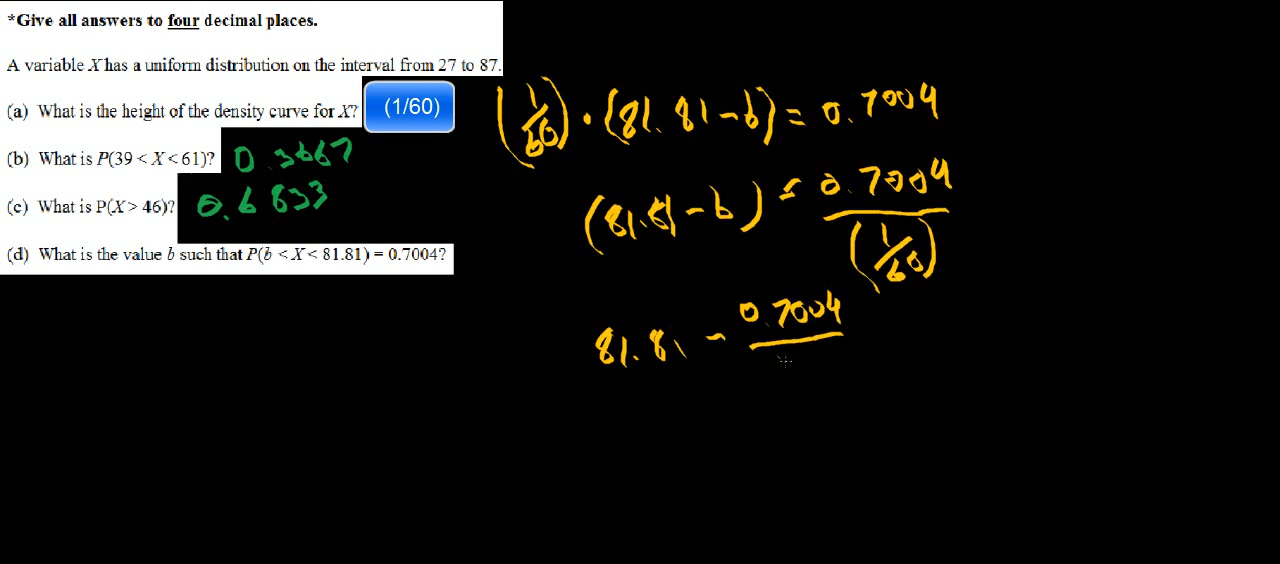 *Give all answers to four decimal places.
A variable X has a uniform distribution on the interval from 27 to 87.
(a) What is the height of the density curve for X? (1/60)
(b) What is P(39 < X < 61)? 0.3667
(c) What is P(X > 46)? 0.6833
(d) What is the value b such that P(b < X < 81.81) = 0.7004?
(1/60) · (81.81 - b) = 0.7004
(81.81 - b) = 0.7004 / (1/60)
81.81 - 0.7004